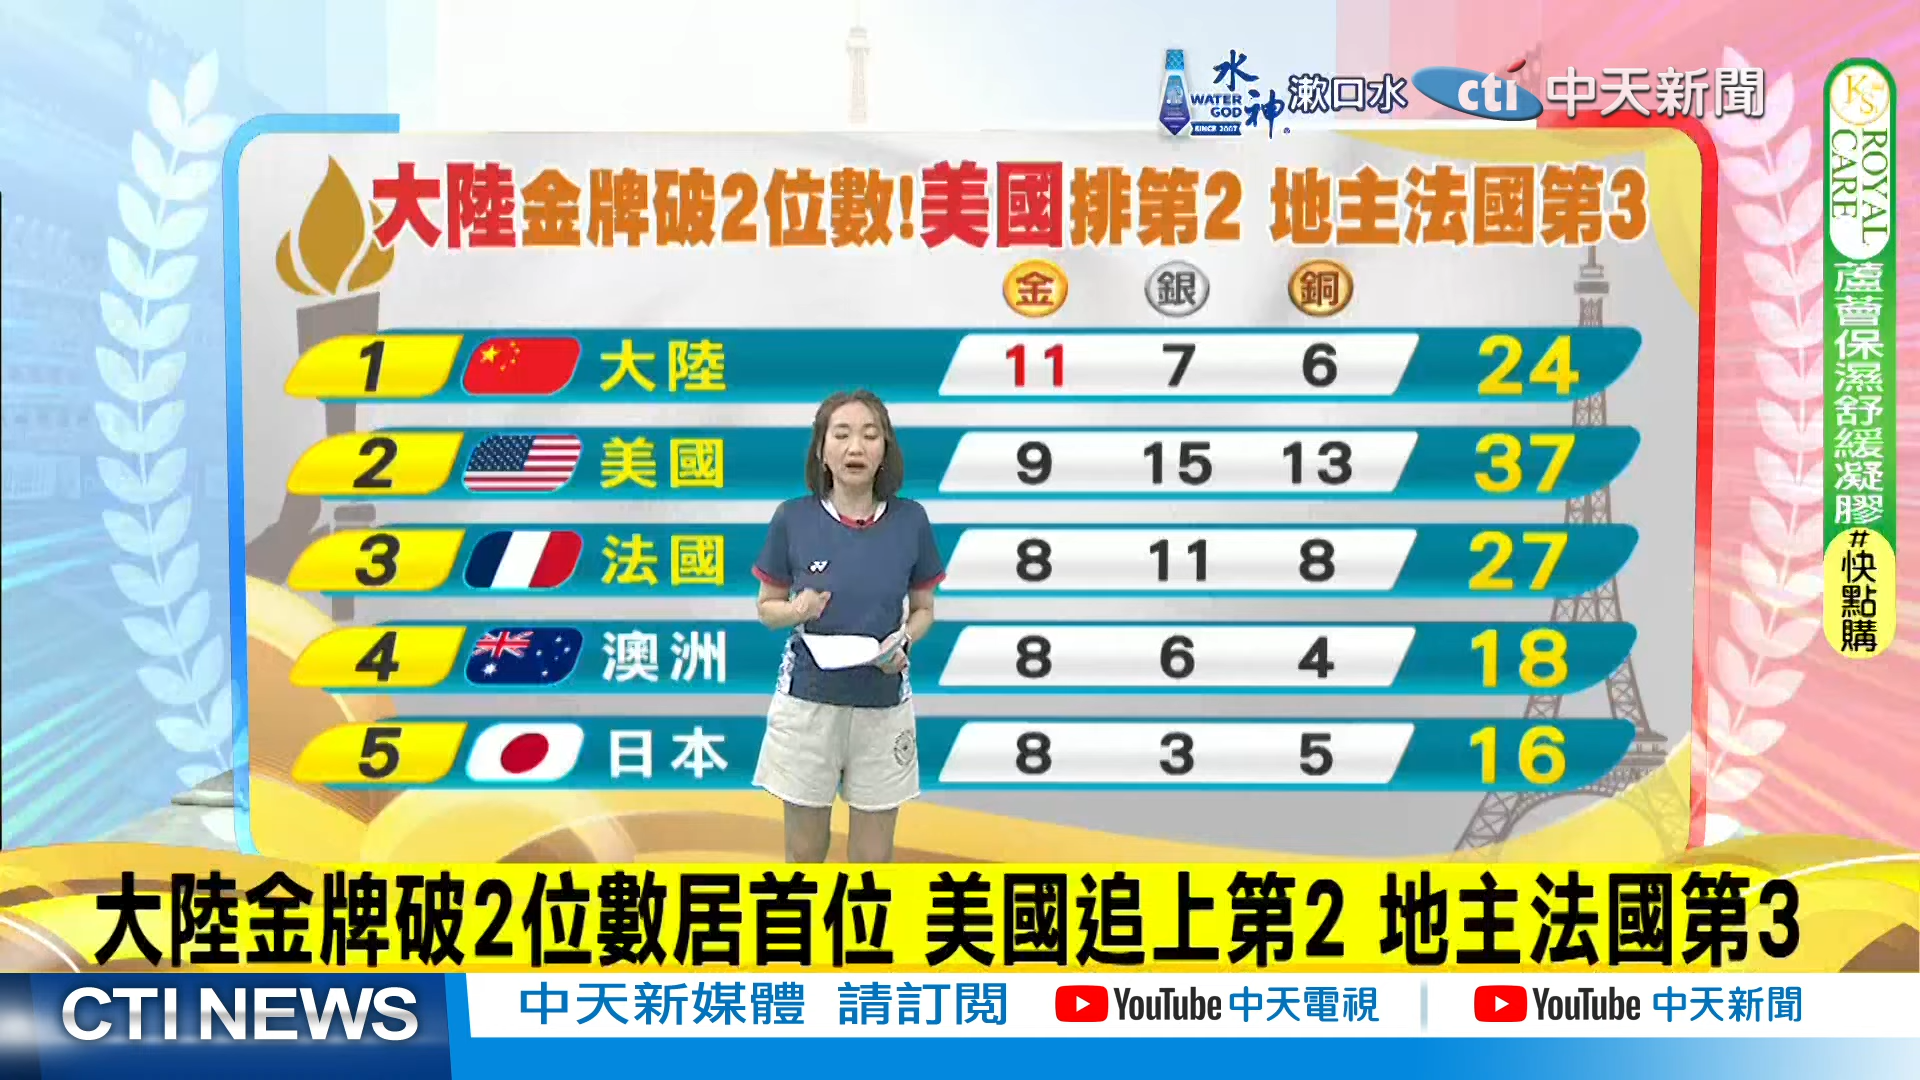 水神
WATER GOD
SINCE 2007
漱口水
cti 中天新聞
KS
ROYAL CARE
蘆薈保濕舒緩凝膠
#快點購
大陸金牌破2位數!美國排第2 地主法國第3
金 銀 銅
1 大陸 11 7 6 24
2 美國 9 15 13 37
3 法國 8 11 8 27
4 澳洲 8 6 4 18
5 日本 8 3 5 16
大陸金牌破2位數居首位 美國追上第2 地主法國第3
CTI NEWS
中天新媒體 請訂閱 YouTube 中天電視 | YouTube 中天新聞